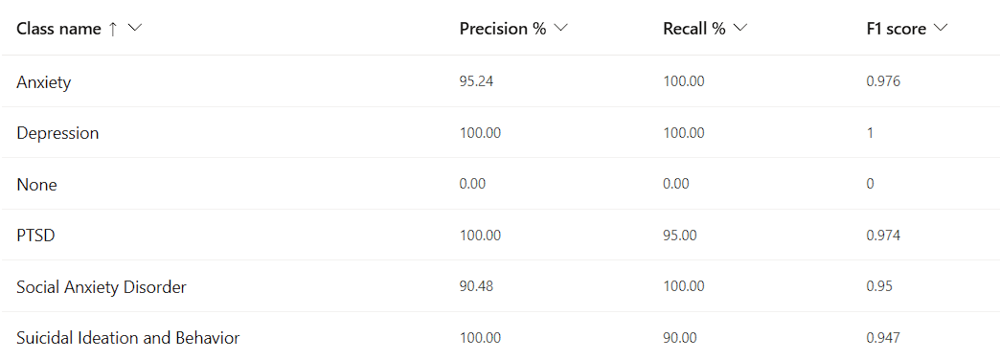 Class name ↑ Precision % Recall % F1 score
Anxiety 95.24 100.00 0.976
Depression 100.00 100.00 1
None 0.00 0.00 0
PTSD 100.00 95.00 0.974
Social Anxiety Disorder 90.48 100.00 0.95
Suicidal Ideation and Behavior 100.00 90.00 0.947